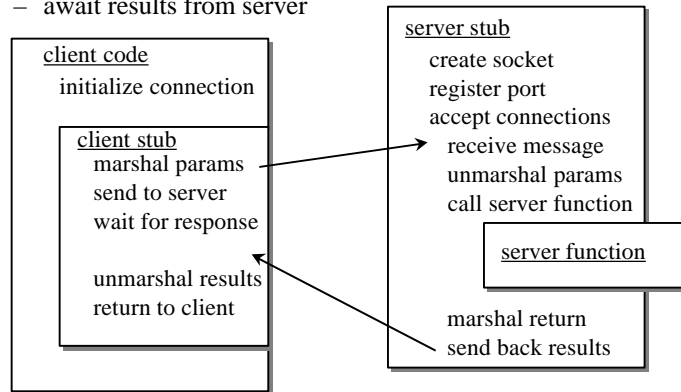 – await results from server
client code
initialize connection
client stub
marshal params
send to server
wait for response
unmarshal results
return to client
server stub
create socket
register port
accept connections
receive message
unmarshal params
call server function
server function
marshal return
send back results